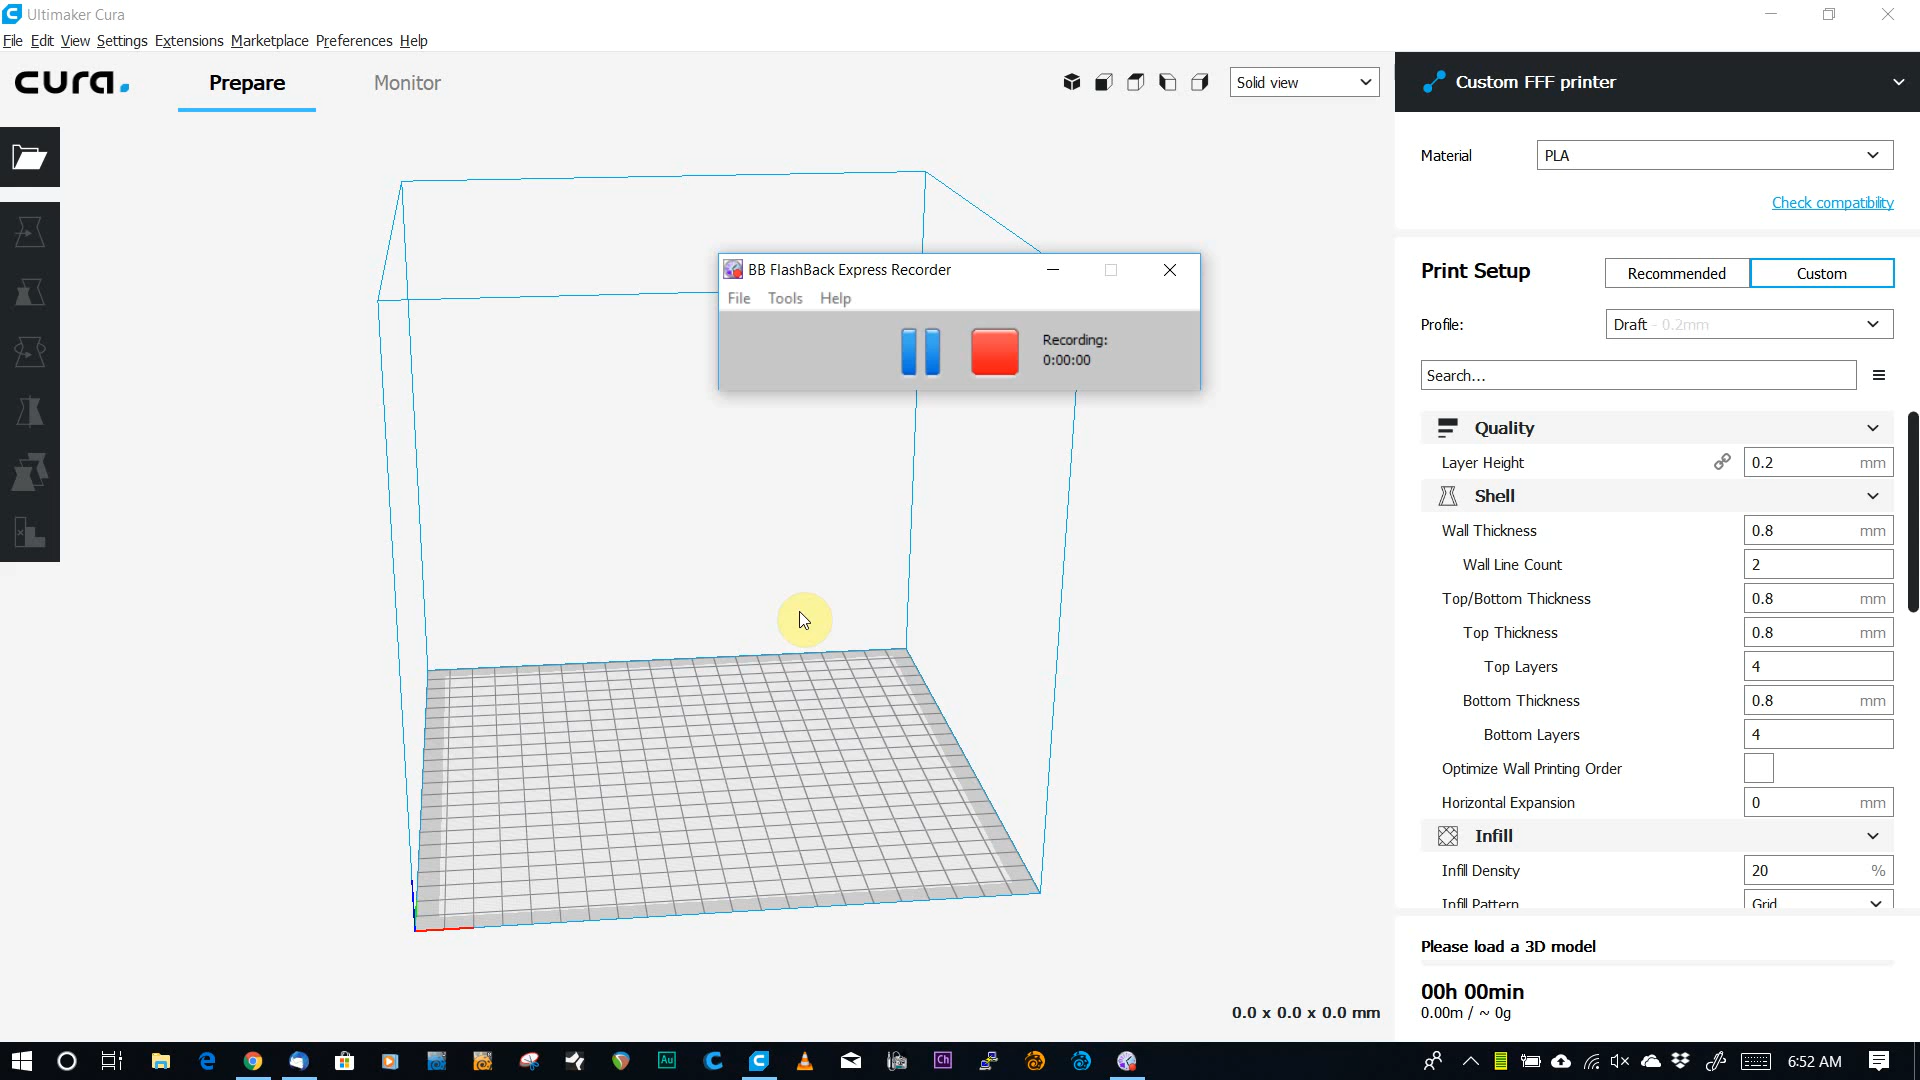 Ultimaker Cura
File Edit View Settings Extensions Marketplace Preferences Help
cura.
Prepare
Monitor
Solid view
Custom FFF printer
Material
PLA
Check compatibility
BB FlashBack Express Recorder
File Tools Help
Recording:
0:00:00
Print Setup
Recommended
Custom
Profile:
Draft - 0.2mm
Search...
Quality
Layer Height
0.2 mm
Shell
Wall Thickness
0.8 mm
Wall Line Count
2
Top/Bottom Thickness
0.8 mm
Top Thickness
0.8 mm
Top Layers
4
Bottom Thickness
0.8 mm
Bottom Layers
4
Optimize Wall Printing Order
Horizontal Expansion
0 mm
Infill
Infill Density
20 %
Infill Pattern
Grid
Please load a 3D model
00h 00min
0.00m / ~ 0g
0.0 x 0.0 x 0.0 mm
Au
Ch
6:52 AM